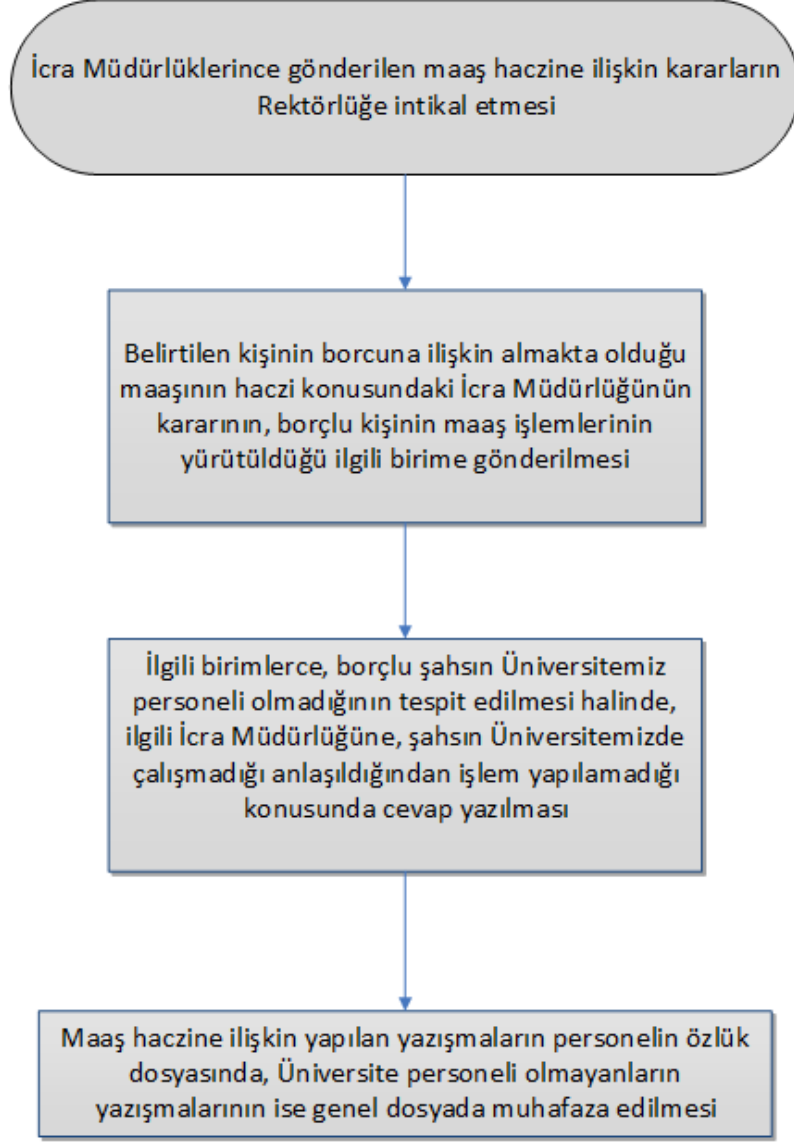 İcra Müdürlüklerince gönderilen maaş haczine ilişkin kararların
Rektörlüğe intikal etmesi
Belirtilen kişinin borcuna ilişkin almakta olduğu
maaşının haczi konusundaki İcra Müdürlüğünün
kararının, borçlu kişinin maaş işlemlerinin
yürütüldüğü ilgili birime gönderilmesi
İlgili birimlerce, borçlu şahsın Üniversitemiz
personeli olmadığının tespit edilmesi halinde,
ilgili İcra Müdürlüğüne, şahsın Üniversitemizde
çalışmadığı anlaşıldığından işlem yapılamadığı
konusunda cevap yazılması
Maaş haczine ilişkin yapılan yazışmaların personelin özlük
dosyasında, Üniversite personeli olmayanların
yazışmalarının ise genel dosyada muhafaza edilmesi